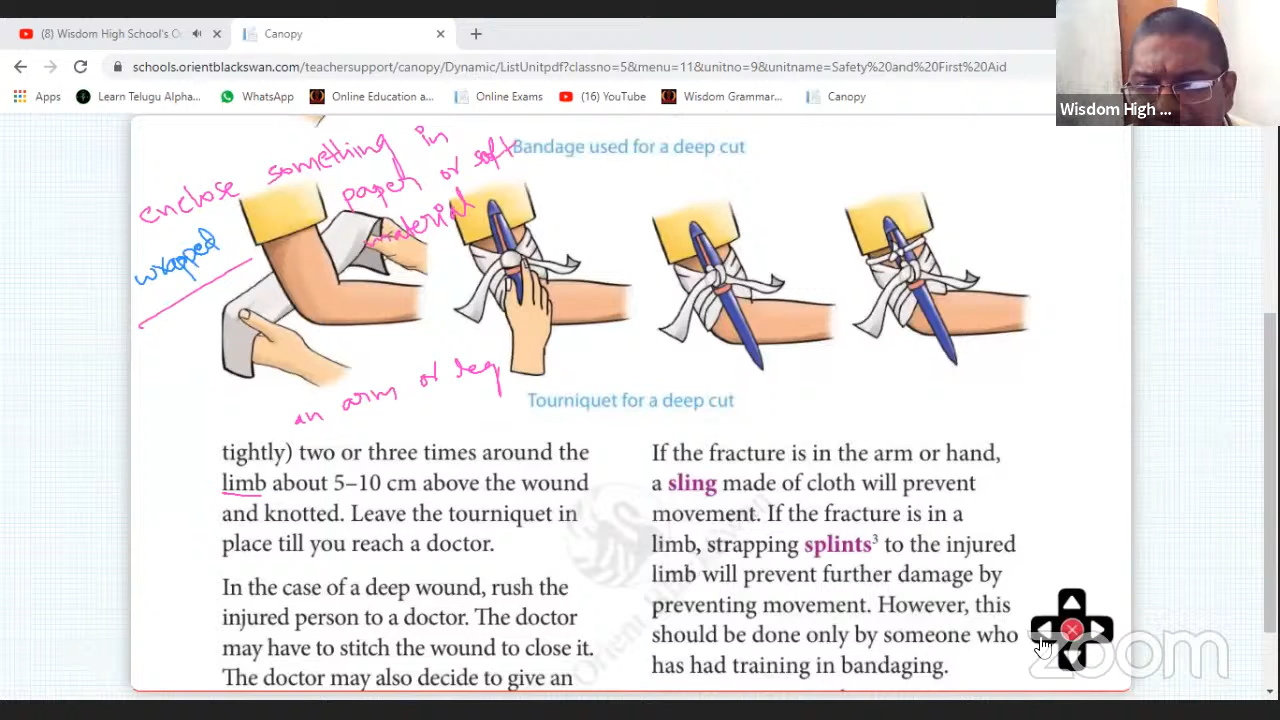 (8) Wisdom High School's O
Canopy
schools.orientblackswan.com/teachersupport/canopy/Dynamic/ListUnitpdf?classno=5&menu=11&unitno=9&unitname=Safety%20and%20First%20Aid
Apps
Learn Telugu Alpha...
WhatsApp
Online Education a...
Online Exams
(16) YouTube
Wisdom Grammar...
Canopy
Wisdom High ...
enclose something in
paper or soft
material
wrapped
Bandage used for a deep cut
an arm or leg
Tourniquet for a deep cut
tightly) two or three times around the
limb about 5–10 cm above the wound
and knotted. Leave the tourniquet in
place till you reach a doctor.
In the case of a deep wound, rush the
injured person to a doctor. The doctor
may have to stitch the wound to close it.
The doctor may also decide to give an
If the fracture is in the arm or hand,
a sling made of cloth will prevent
movement. If the fracture is in a
limb, strapping splints³ to the injured
limb will prevent further damage by
preventing movement. However, this
should be done only by someone who
has had training in bandaging.
zoom